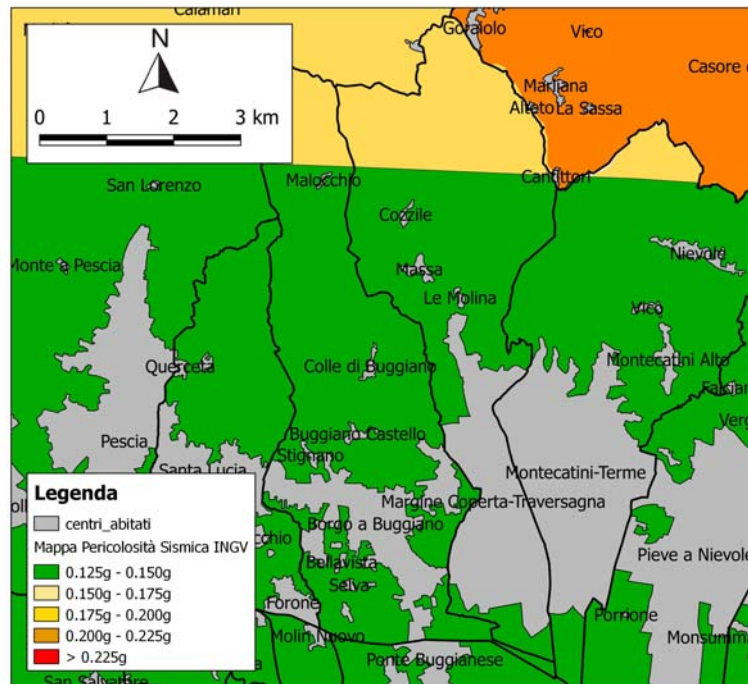 Calamari
Goraiolo
Vico
N
Casore
Marliana
Alteto
La Sassa
0 1 2 3 km
Cantittori
San Lorenzo
Malocchio
Cozzile
Nievole
Monte a Pescia
Massa
Le Molina
Vico
Querceta
Colle di Buggiano
Montecatini Alto
Buggiano Castello
Pescia
Stignano
Santa Lucia
Montecatini-Terme
Legenda
Margine Coperta-Traversagna
centri_abitati
Borgo a Buggiano
Mappa Pericolosità Sismica INGV
Pieve a Nievole
0.125g - 0.150g
Bellavista
0.150g - 0.175g
Selva
0.175g - 0.200g
Forone
0.200g - 0.225g
Porrione
> 0.225g
Molin Nuovo
Monsumma
Ponte Buggianese
San Salvatore